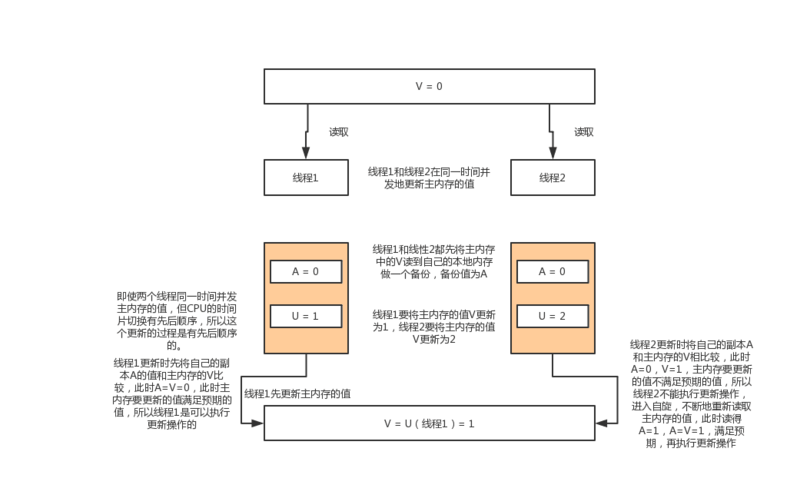 V = 0
读取
读取
线程1
线程1和线程2在同一时间并
发地更新主内存的值
线程2
线程1和线性2都先将主内存
中的V读到自己的本地内存
做一个备份，备份值为A
A = 0
A = 0
U = 1
线程1要将主内存的值V更新
为1，线程2要将主内存的值
V更新为2
U = 2
即使两个线程同一时间并发
主内存的值，但CPU的时间
片切换有先后顺序，所以这
个更新的过程是有先后顺序
的。
线程1更新时先将自己的副
本A的值和主内存的V比
较，此时A=V=0，此时主
内存要更新的值满足预期的
值，所以线程1是可以执行
更新操作的
线程1先更新主内存的值
线程2更新时将自己的副本A
和主内存的V相比较，此时
A=0，V=1，主内存要更新
的值不满足预期的值，所以
线程2不能执行更新操作，
进入自旋，不断地重新读取
主内存的值，此时读得
A=1，A=V=1，满足预
期，再执行更新操作
V = U ( 线程1 ) = 1